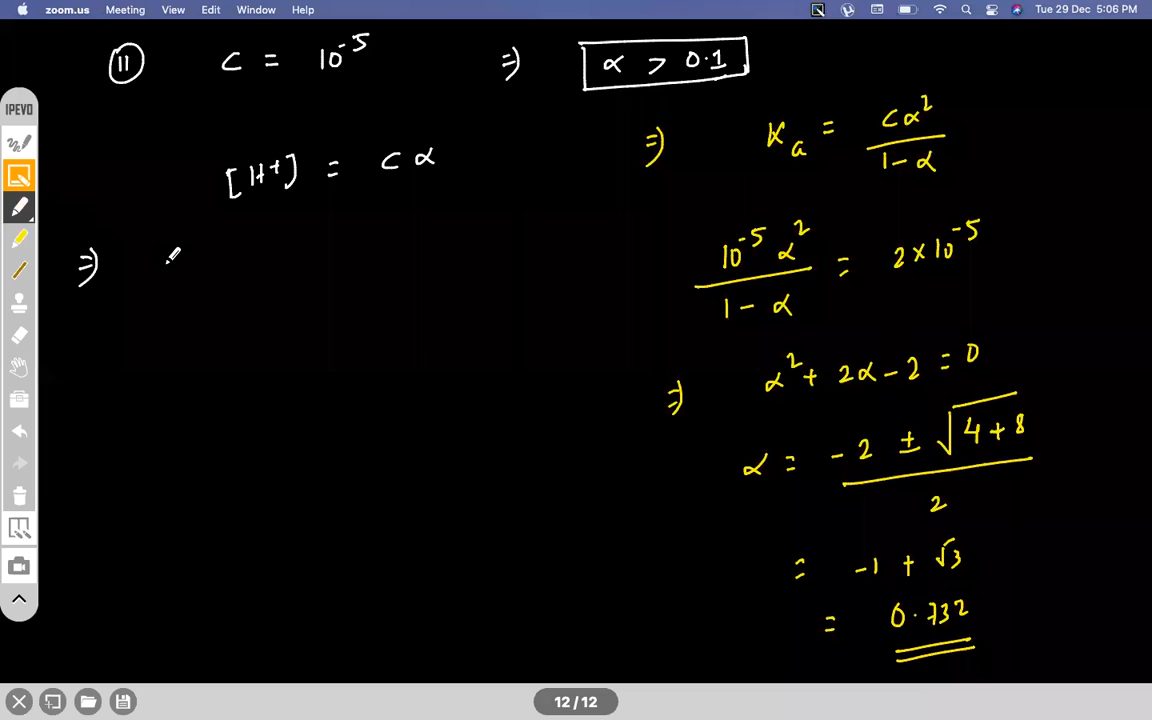 zoom.us Meeting View Edit Window Help Tue 29 Dec 5:06 PM
IPEVO
(11) C = 10⁻⁵ ⇒ α > 0.1
[H+] = C α
⇒
⇒ Kₐ = Cα² / 1 - α
10⁻⁵ α² / 1 - α = 2 × 10⁻⁵
⇒ α² + 2α - 2 = 0
α = -2 ± √4 + 8 / 2
= -1 + √3
= 0.732
12 / 12